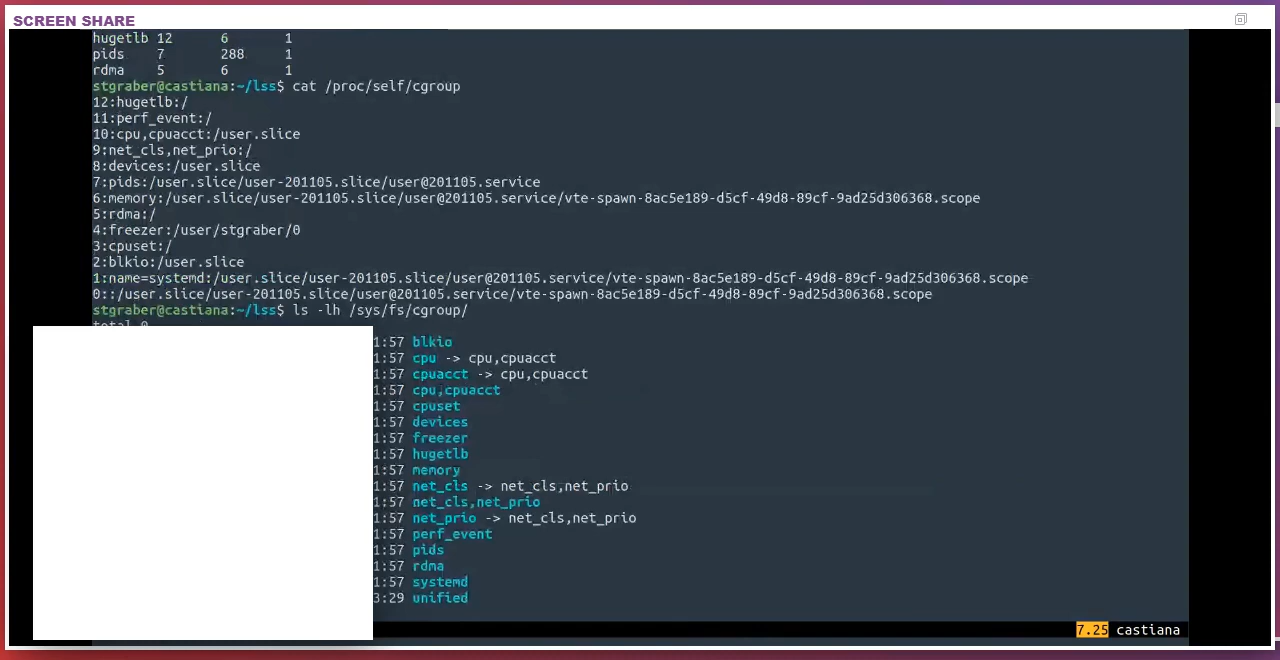 SCREEN SHARE
hugetlb 12 6 1
pids 7 288 1
rdma 5 6 1
stgraber@castiana:~/lss$ cat /proc/self/cgroup
12:hugetlb:/
11:perf_event:/
10:cpu,cpuacct:/user.slice
9:net_cls,net_prio:/
8:devices:/user.slice
7:pids:/user.slice/user-201105.slice/user@201105.service
6:memory:/user.slice/user-201105.slice/user@201105.service/vte-spawn-8ac5e189-d5cf-49d8-89cf-9ad25d306368.scope
5:rdma:/
4:freezer:/user/stgraber/0
3:cpuset:/
2:blkio:/user.slice
1:name=systemd:/user.slice/user-201105.slice/user@201105.service/vte-spawn-8ac5e189-d5cf-49d8-89cf-9ad25d306368.scope
0::/user.slice/user-201105.slice/user@201105.service/vte-spawn-8ac5e189-d5cf-49d8-89cf-9ad25d306368.scope
stgraber@castiana:~/lss$ ls -lh /sys/fs/cgroup/
total 0
1:57 blkio
1:57 cpu -> cpu,cpuacct
1:57 cpuacct -> cpu,cpuacct
1:57 cpu,cpuacct
1:57 cpuset
1:57 devices
1:57 freezer
1:57 hugetlb
1:57 memory
1:57 net_cls -> net_cls,net_prio
1:57 net_cls,net_prio
1:57 net_prio -> net_cls,net_prio
1:57 perf_event
1:57 pids
1:57 rdma
1:57 systemd
3:29 unified
7.25 castiana